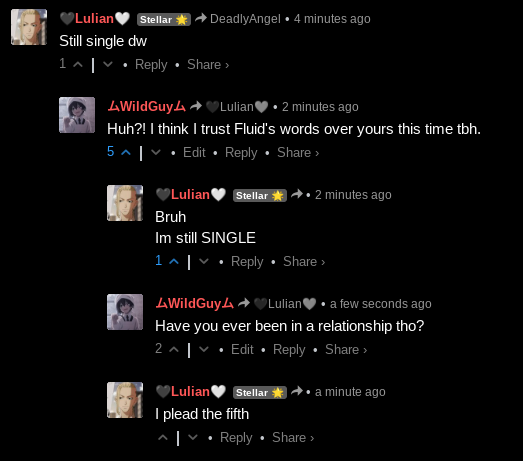 🖤Lulian🤍 Stellar 🌟 DeadlyAngel • 4 minutes ago
Still single dw
1 | • Reply • Share ›
ムWildGuyム 🖤Lulian🤍 • 2 minutes ago
Huh?! I think I trust Fluid's words over yours this time tbh.
5 | • Edit • Reply • Share ›
🖤Lulian🤍 Stellar 🌟 • 2 minutes ago
Bruh
Im still SINGLE
1 | • Reply • Share ›
ムWildGuyム 🖤Lulian🤍 • a few seconds ago
Have you ever been in a relationship tho?
2 | • Edit • Reply • Share ›
🖤Lulian🤍 Stellar 🌟 • a minute ago
I plead the fifth
| • Reply • Share ›